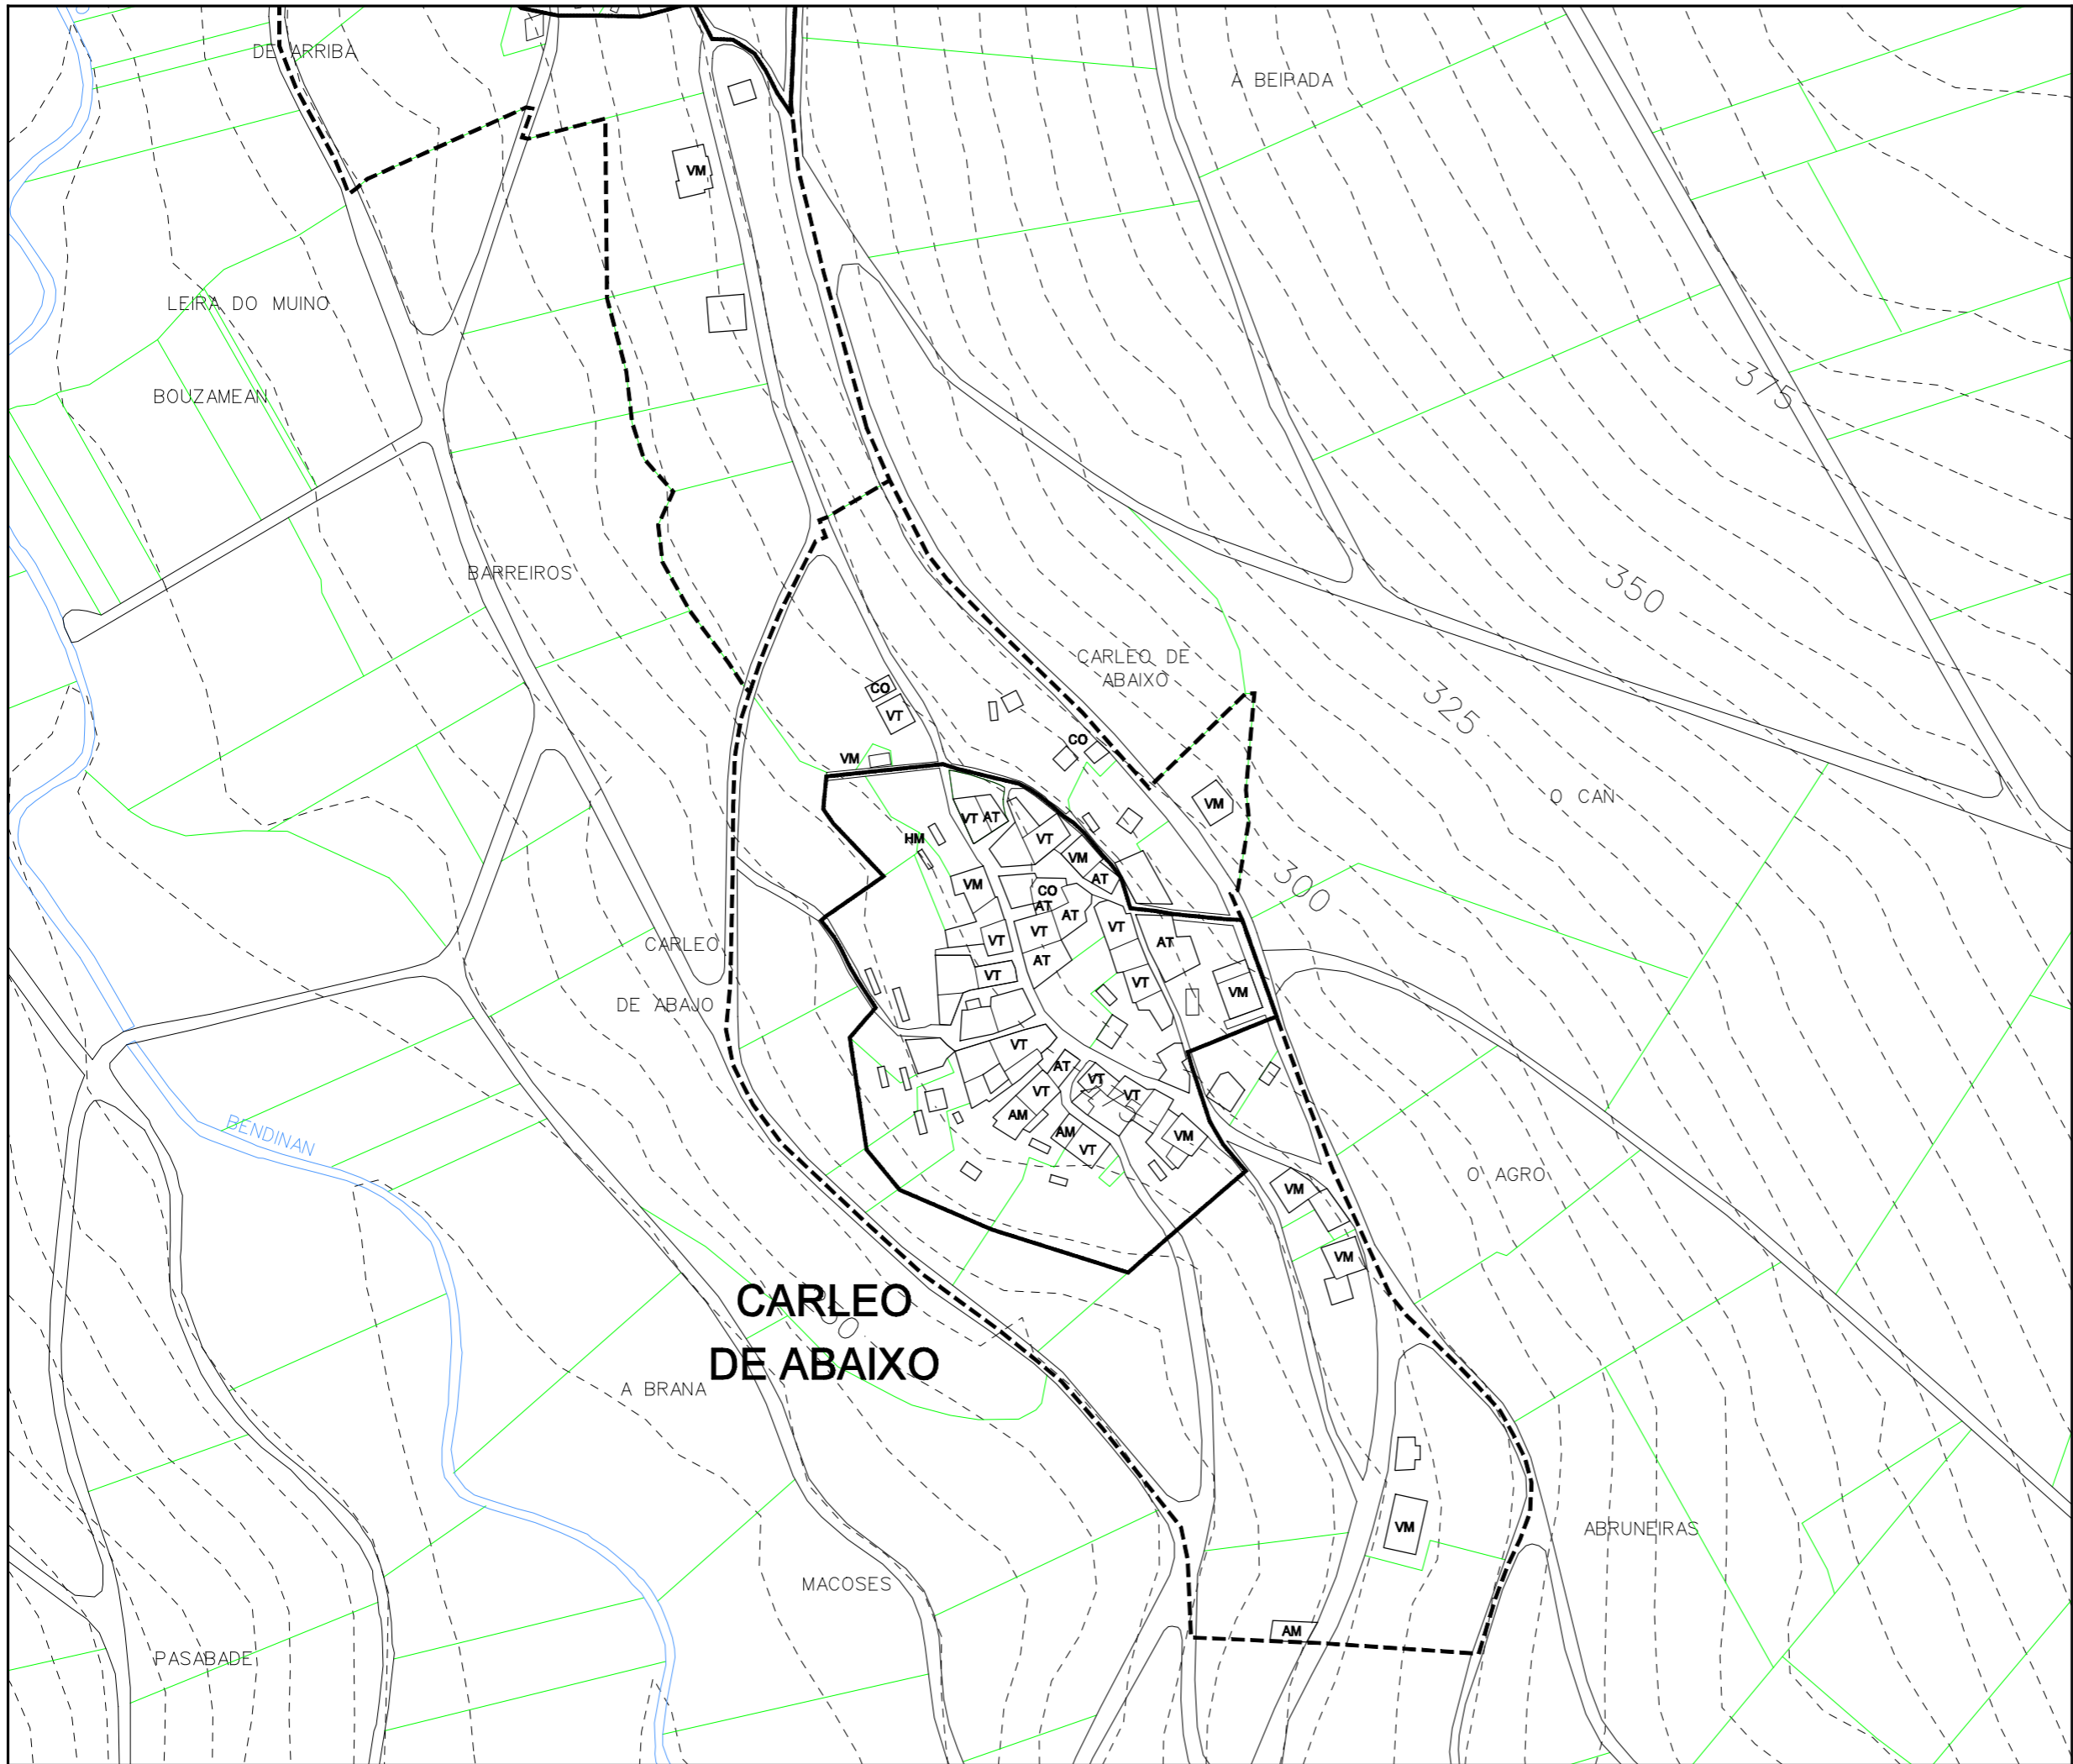 DE ARRIBA
A BEIRADA
VM
LEIRA DO MUINO
BOUZAMEAN
375
BARREIROS
350
CARLEO DE
ABAIXO
325
CO
VT
CO
VM
VM
O CAN
VT
AT
VT
HM
VM
AT
300
VM
CO
AT
AT
VT
VT
AT
CARLEO
DE ABAJO
VT
AT
VT
VT
VM
VT
AT
VT
VT
VT
AM
AM
VT
VM
BENDINAN
O AGRO
VM
VM
CARLEO
DE ABAIXO
A BRANA
VM
ABRUNEIRAS
MACOSES
AM
PASABADE